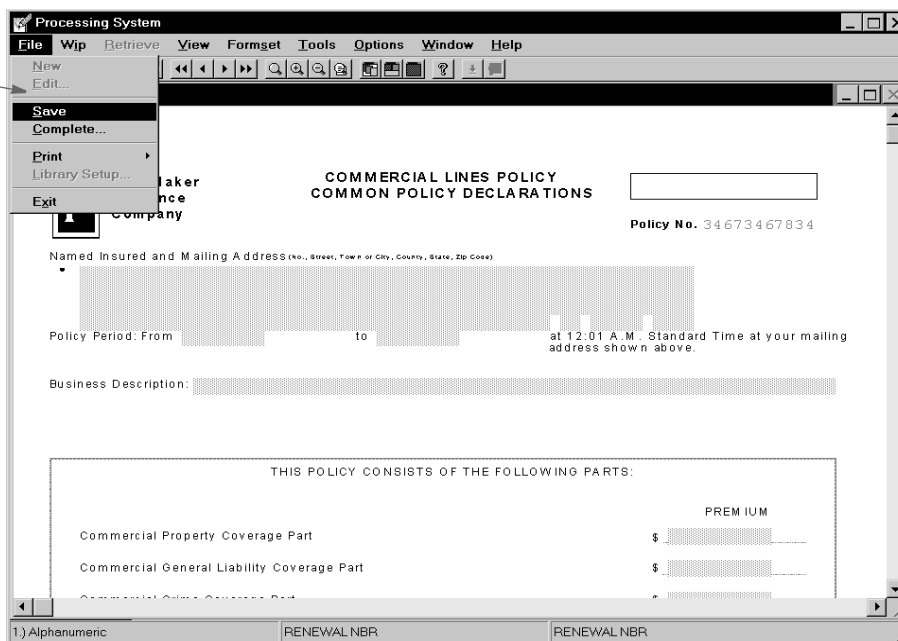 Processing System
File Wip Retrieve View Formset Tools Options Window Help
New
Edit...
Save
Complete...
Print
Library Setup...
Exit
Company
COMMERCIAL LINES POLICY
COMMON POLICY DECLARATIONS
Policy No. 34673467834
Named Insured and Mailing Address (No., Street, Town or City, County, State, Zip Code)
Policy Period: From to at 12:01 A.M. Standard Time at your mailing
address shown above.
Business Description:
THIS POLICY CONSISTS OF THE FOLLOWING PARTS:
PREMIUM
Commercial Property Coverage Part $
Commercial General Liability Coverage Part $
Commercial Crime Coverage Part $
1.) Alphanumeric RENEWAL NBR RENEWAL NBR